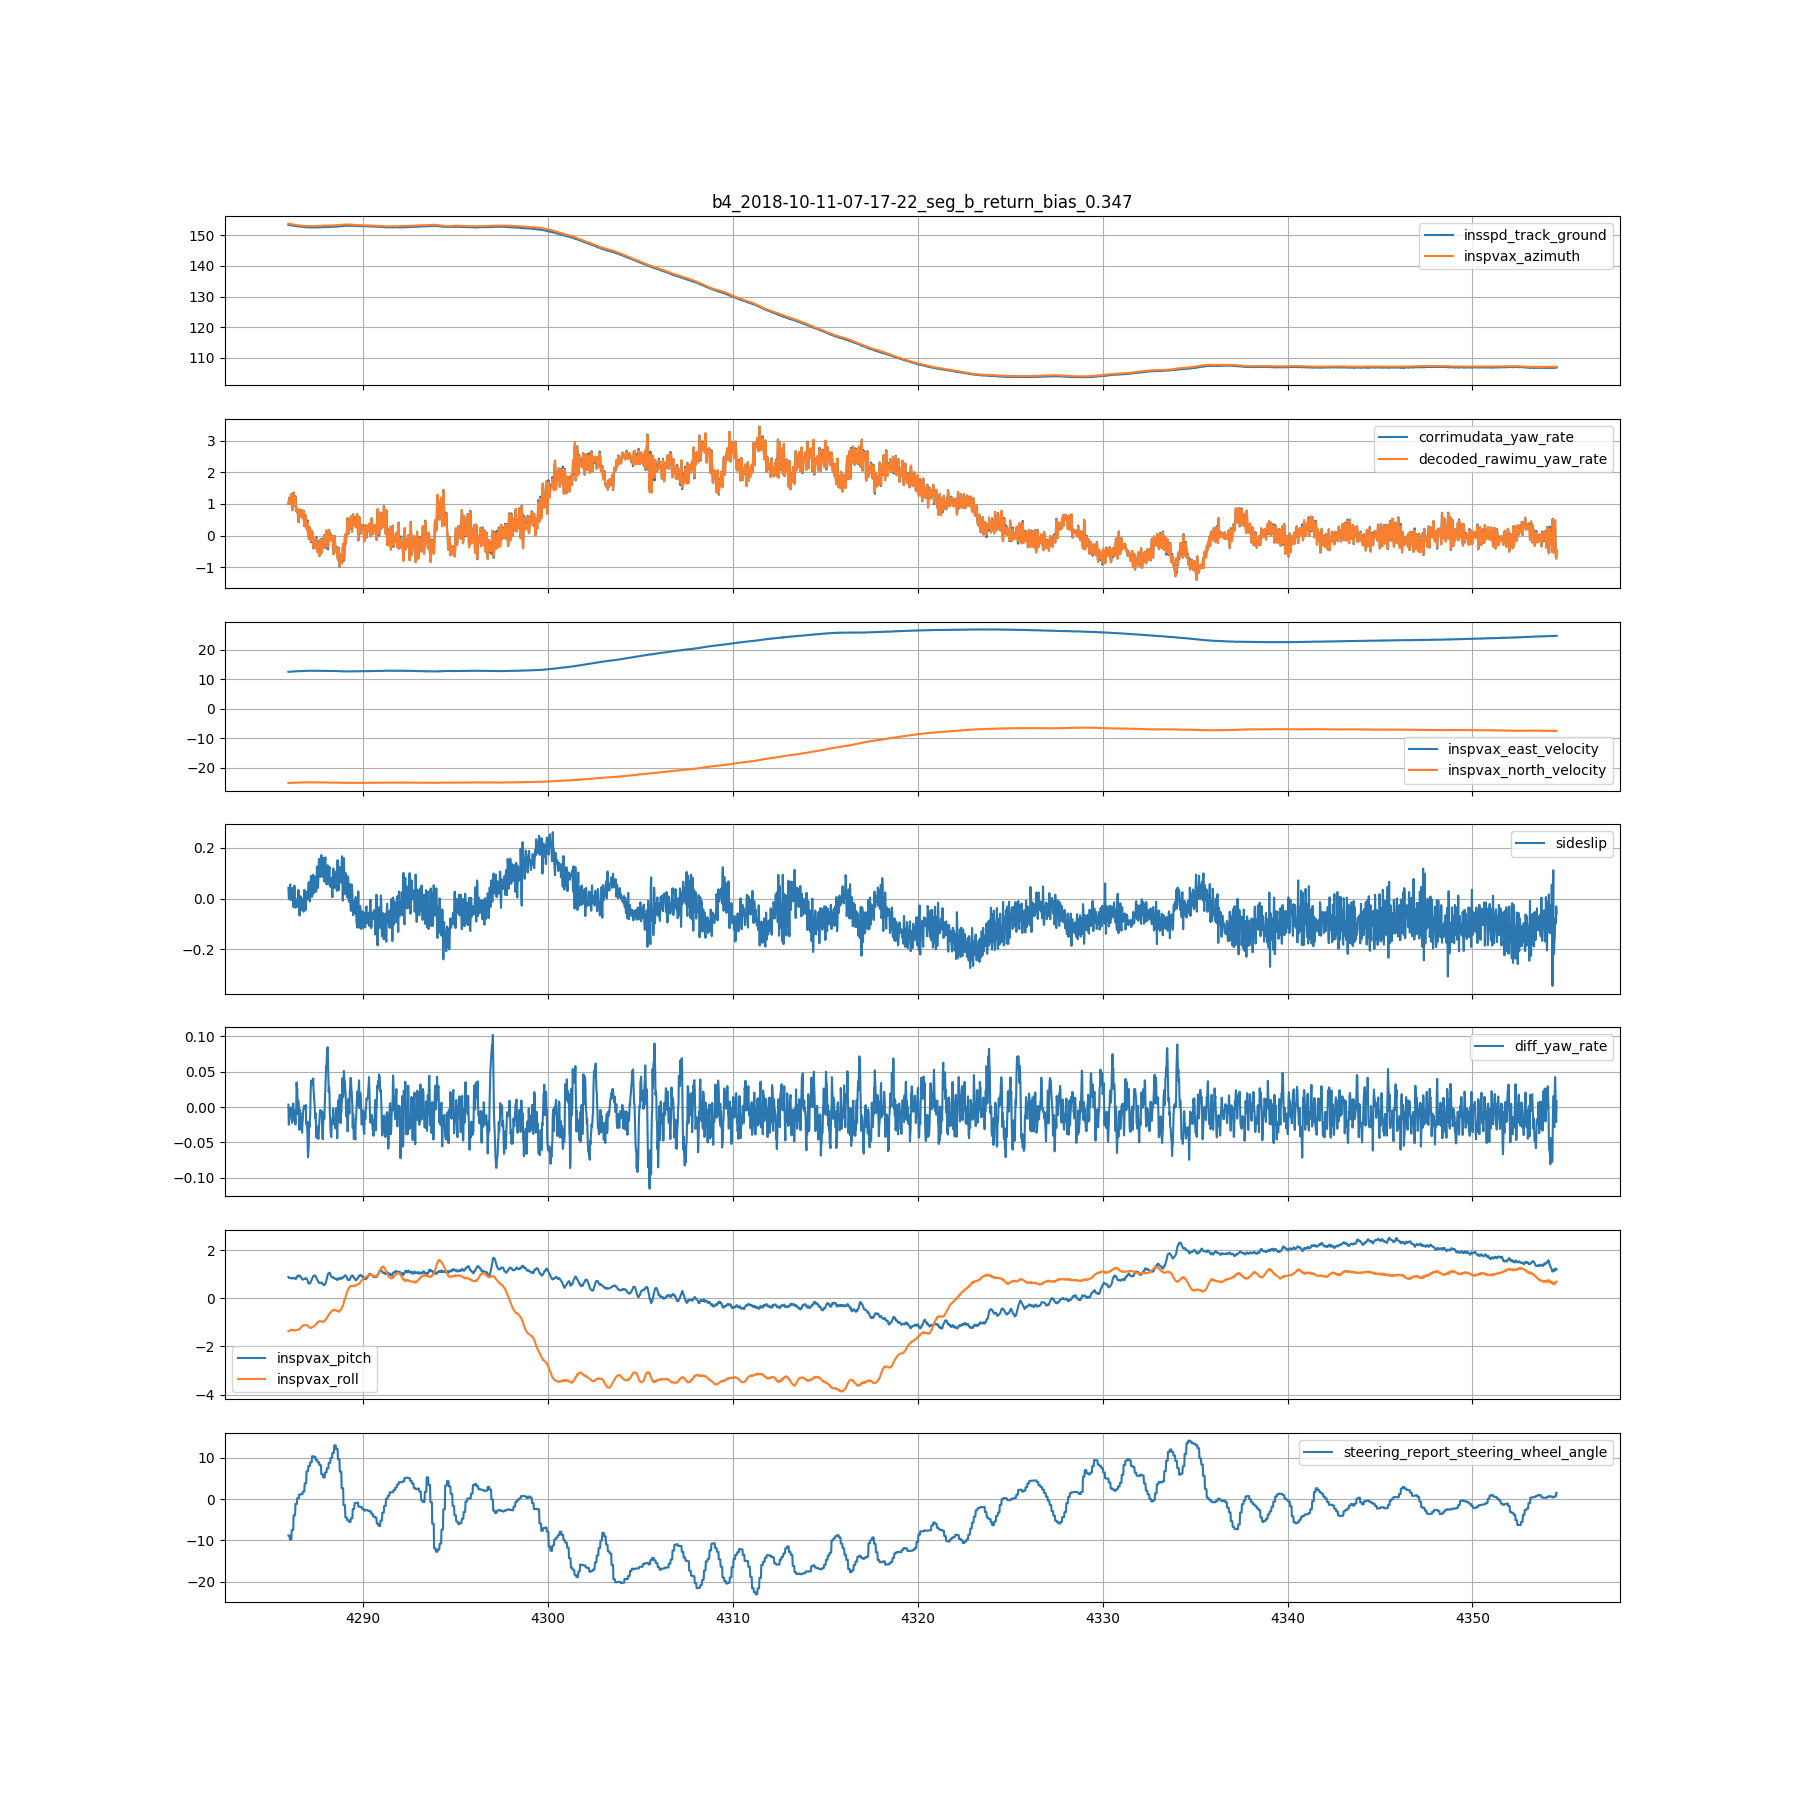 b4_2018-10-11-07-17-22_seg_b_return_bias_0.347
150
140
130
120
110
insspd_track_ground
inspvax_azimuth
3
2
1
0
−1
corrimudata_yaw_rate
decoded_rawimu_yaw_rate
20
10
0
−10
−20
inspvax_east_velocity
inspvax_north_velocity
0.2
0.0
−0.2
sideslip
0.10
0.05
0.00
−0.05
−0.10
diff_yaw_rate
2
0
−2
−4
inspvax_pitch
inspvax_roll
10
0
−10
−20
steering_report_steering_wheel_angle
4290 4300 4310 4320 4330 4340 4350